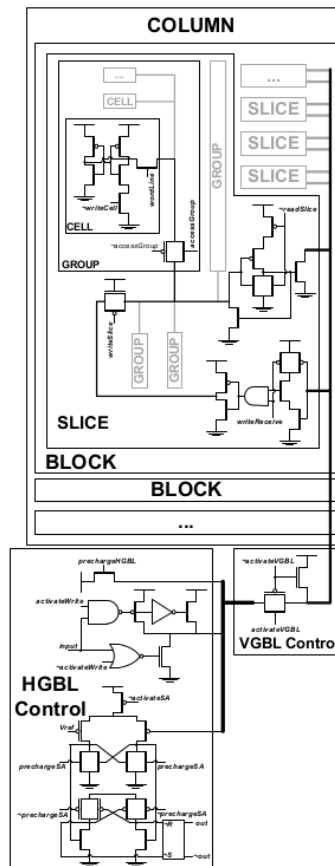 COLUMN
...
CELL
...
SLICE
SLICE
SLICE
GROUP
wordLine
¬writeCell
CELL
¬accessGroup
accessGroup
GROUP
¬readSlice
writeSlice
GROUP
GROUP
writeReceive
SLICE
BLOCK
BLOCK
...
prechargeHGBL
activateWrite
input
¬activateWrite
¬activateVGBL
activateVGBL
VGBL Control
HGBL
Control
¬activateSA
Vref
prechargeSA
prechargeSA
¬prechargeSA
¬prechargeSA
¬R
out
¬S
¬out